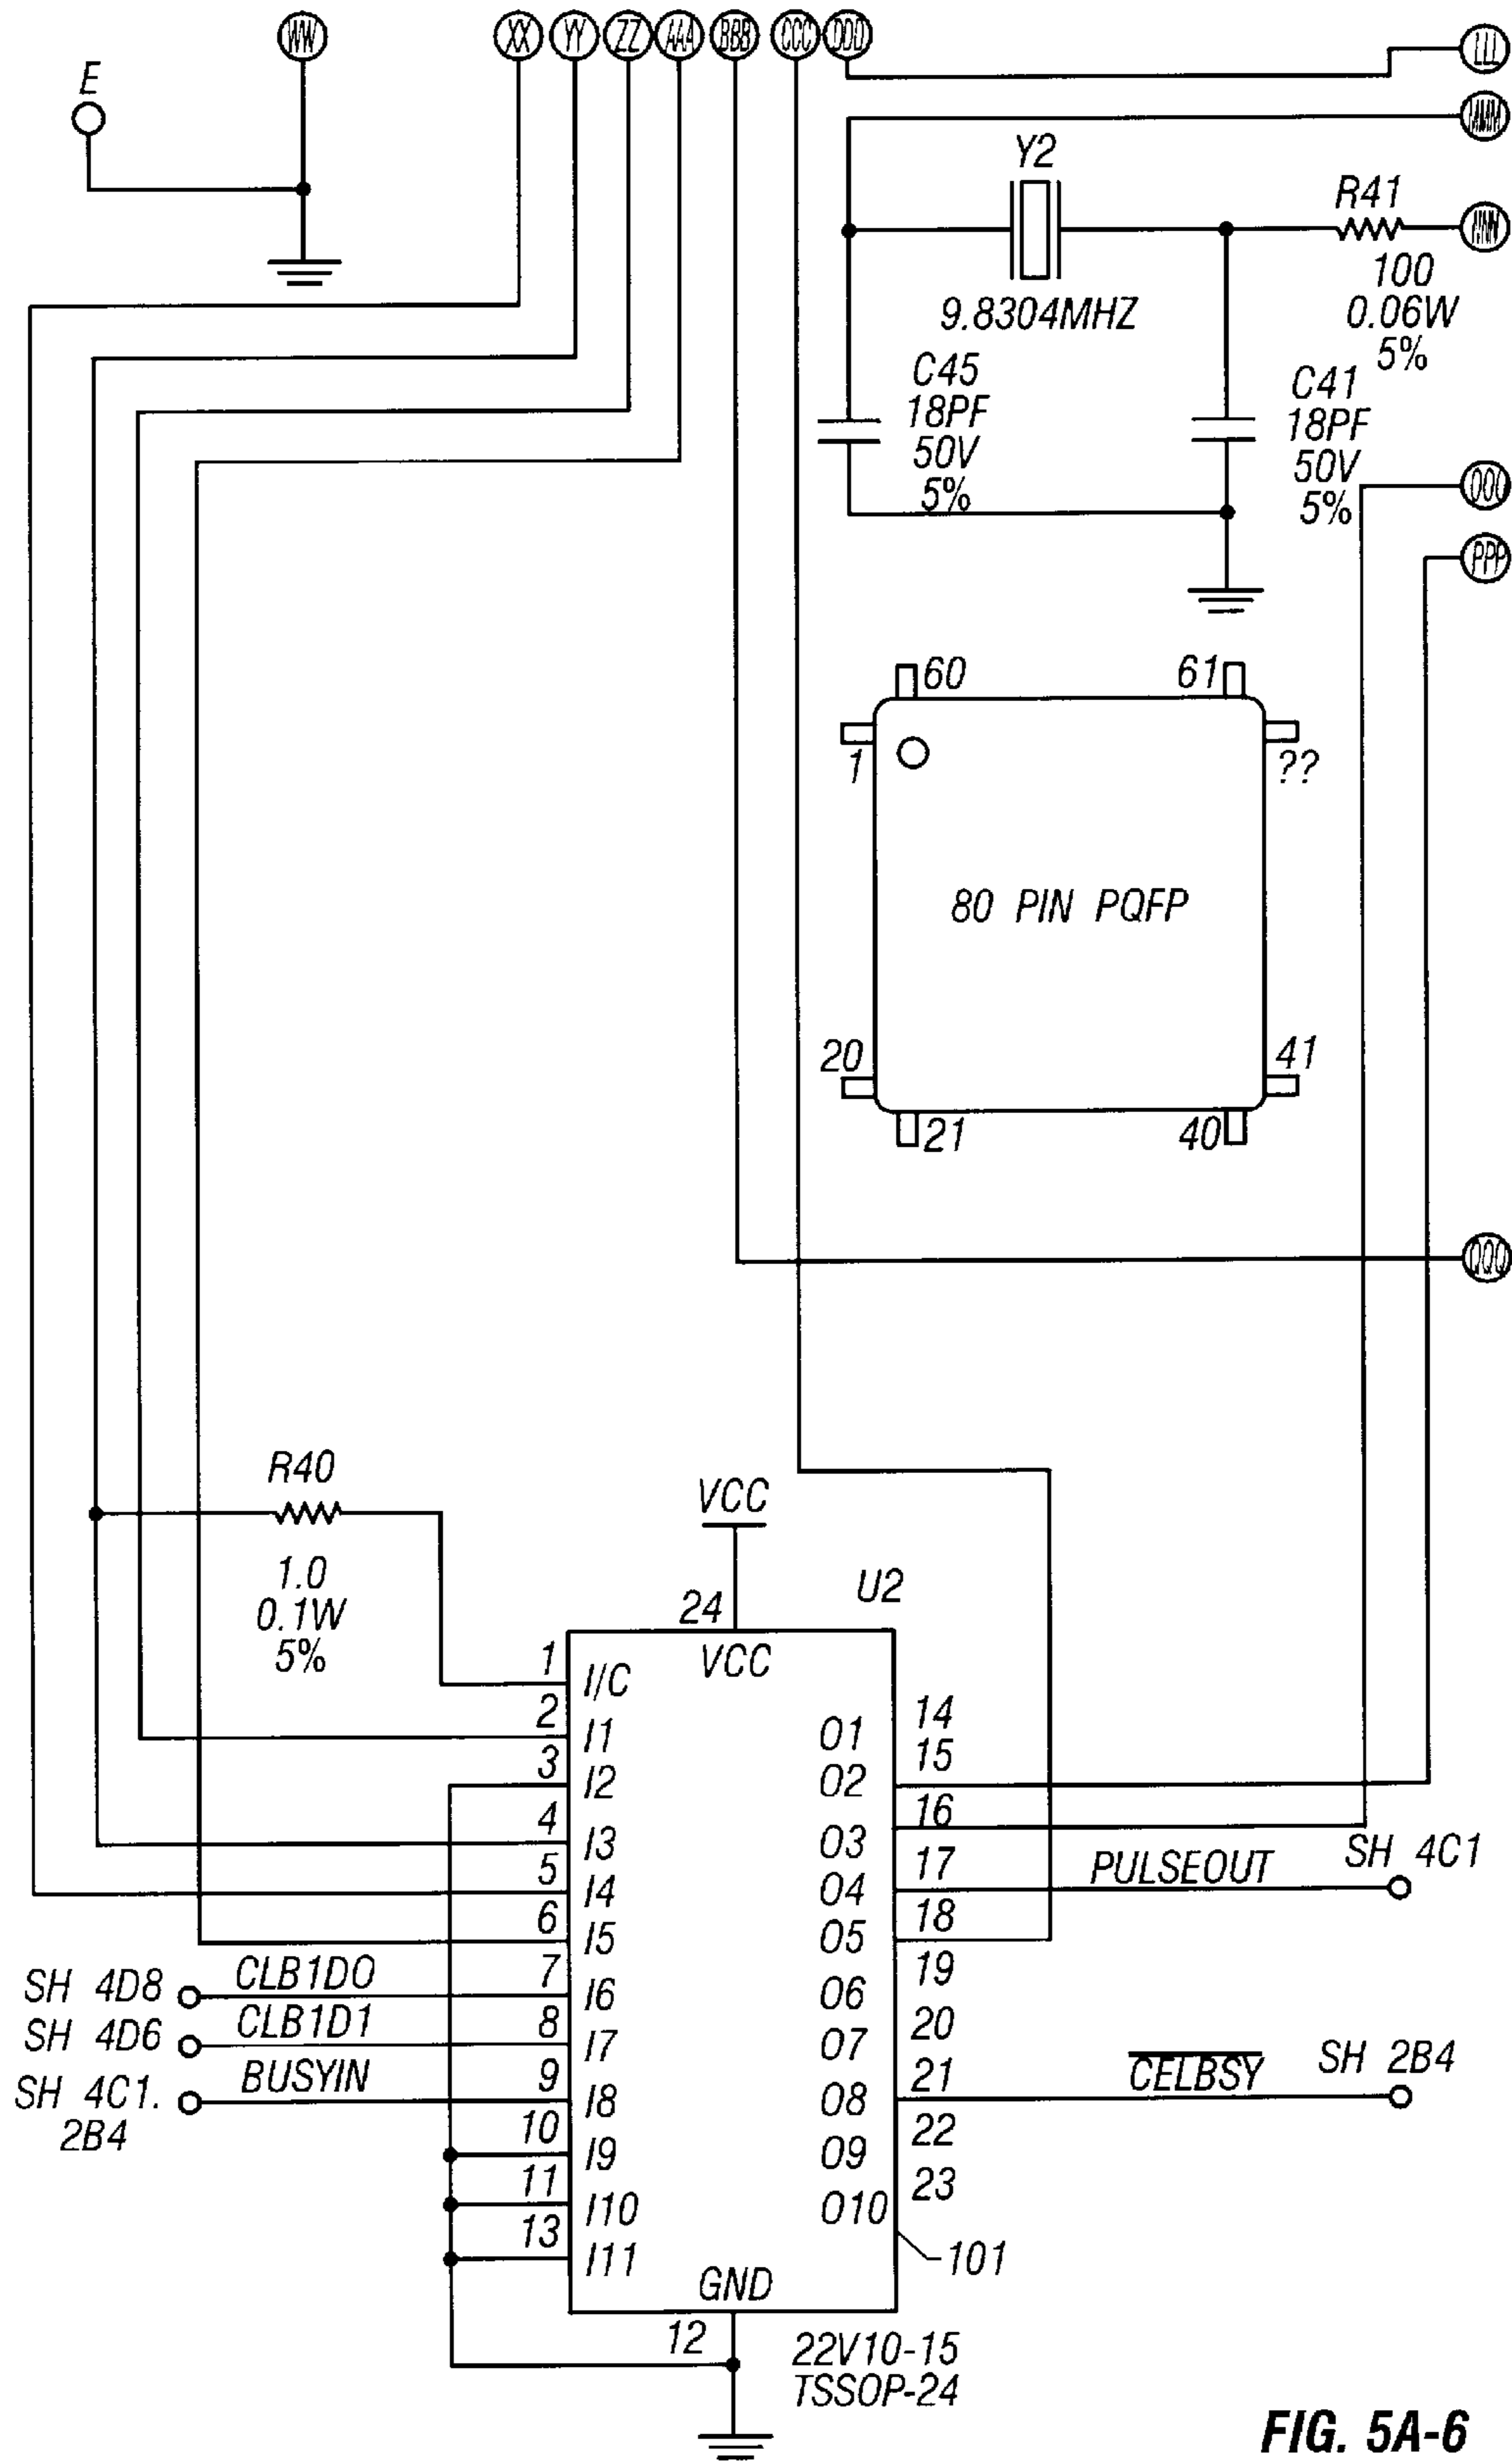 WW XX YY ZZ AAA BBB CCC DDD LLL
E
MMM
Y2
R41
NNN
100
0.06W
5%
9.8304MHZ
C45
18PF
50V
5%
C41
18PF
50V
5%
OOO
PPP
60 61
1 ??
80 PIN PQFP
20 41
21 40
QQQ
R40
1.0
0.1W
5%
VCC
24
U2
VCC
1 I/C
2 I1
3 I2
4 I3
5 I4
6 I5
SH 4D8 CLB1D0 7 I6
SH 4D6 CLB1D1 8 I7
SH 4C1. BUSYIN 9 I8
2B4
10 I9
11 I10
13 I11
O1 14
O2 15
O3 16
O4 17 PULSEOUT SH 4C1
O5 18
O6 19
O7 20
O8 21 CELBSY SH 2B4
O9 22
O10 23
101
GND
12
22V10-15
TSSOP-24
FIG. 5A-6